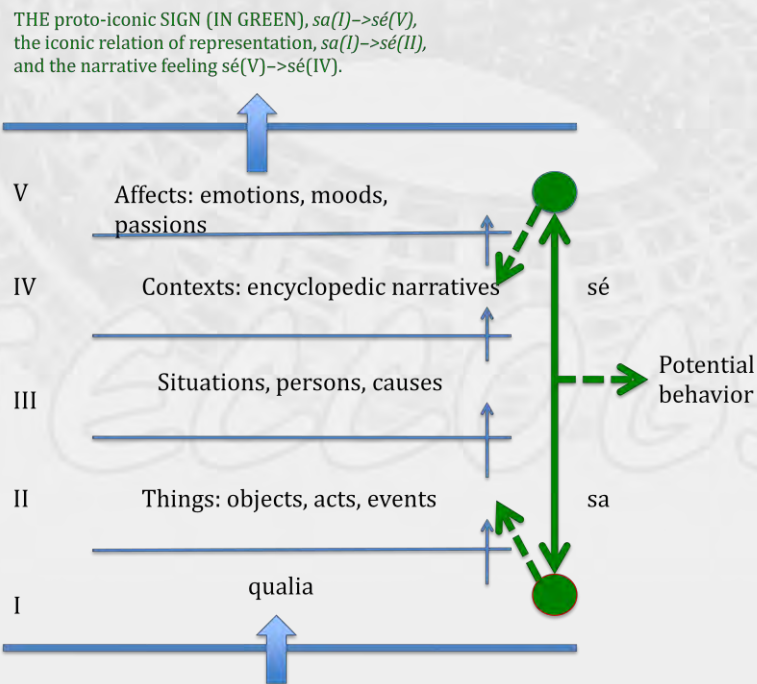 THE proto-iconic SIGN (IN GREEN), sa(I)–>sé(V),
the iconic relation of representation, sa(I)–>sé(II),
and the narrative feeling sé(V)–>sé(IV).
V
Affects: emotions, moods,
passions
IV
Contexts: encyclopedic narratives
sé
Potential
behavior
Situations, persons, causes
III
II
Things: objects, acts, events
sa
qualia
I